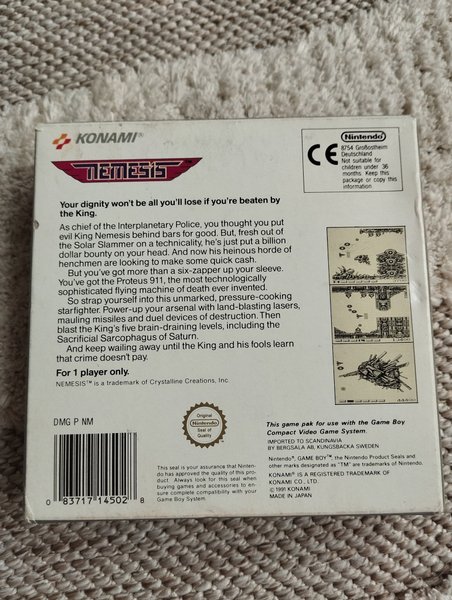 KONAMI®
NEMESIS™
Nintendo
CE
8754 Großostheim
Deutschland
Not suitable for
children under 36
months Keep this
package or copy this
information
Your dignity won't be all you'll lose if you're beaten by
the King.
As chief of the Interplanetary Police, you thought you put
evil King Nemesis behind bars for good. But, fresh out of
the Solar Slammer on a technicality, he's just put a billion
dollar bounty on your head. And now his heinous horde of
henchmen are looking to make some quick cash.
But you've got more than a six-zapper up your sleeve.
You've got the Proteus 911, the most technologically
sophisticated flying machine of death ever invented.
So strap yourself into this unmarked, pressure-cooking
starfighter. Power-up your arsenal with land-blasting lasers,
mauling missiles and duel devices of destruction. Then
blast the King's five brain-draining levels, including the
Sacrificial Sarcophagus of Saturn.
And keep wailing away until the King and his fools learn
that crime doesn't pay.
For 1 player only.
NEMESIS™ is a trademark of Crystalline Creations, Inc
DMG P NM
0 83717 14502 8
Original
Nintendo
Seal of
Quality
This seal is your assurance that Ninten-
do has approved the quality of this pro-
duct Always look for this seal when
buying games and accessories to en-
sure complete compatibility with your
Game Boy System.
This game pak for use with the Game Boy
Compact Video Game System.
IMPORTED TO SCANDINAVIA
BY BERGSALA AB, KUNGSBACKA SWEDEN
Nintendo®, GAME BOY™, the Nintendo Product Seals and
other marks designated as "TM" are trademarks of Nintendo.
KONAMI® IS A REGISTERED TRADEMARK OF
KONAMI CO., LTD.
© 1991 KONAMI
MADE IN JAPAN